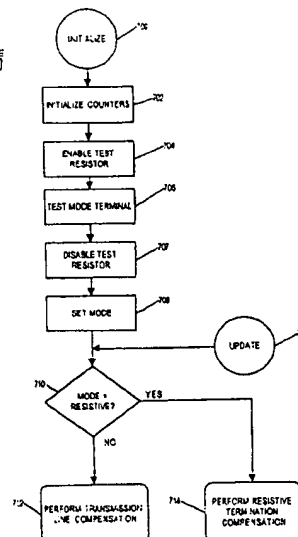 INITIALIZE
700
INITIALIZE COUNTERS
702
ENABLE TEST
RESISTOR
704
TEST MODE TERMINAL
DISABLE TEST
RESISTOR
707
SET MODE
708
UPDATE
710
MODE =
RESISTIVE?
YES
NO
712
PERFORM TRANSMISSION
LINE COMPENSATION
714
PERFORM RESISTIVE
TERMINATION
COMPENSATION